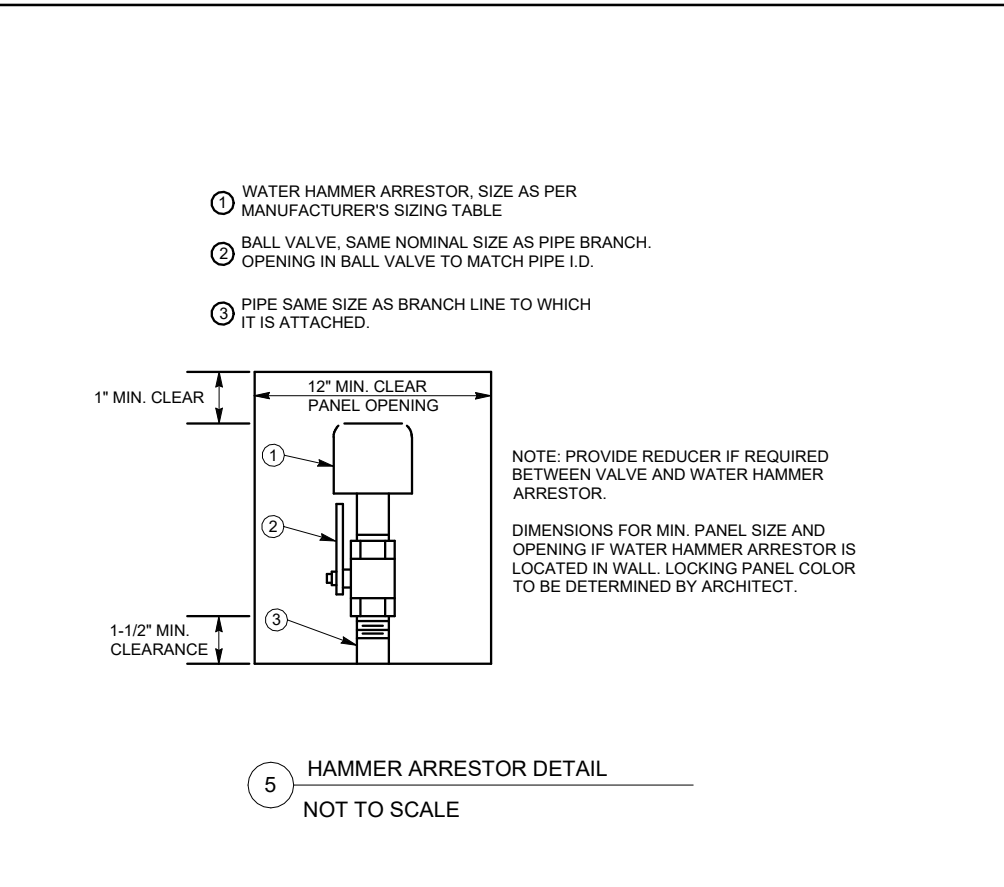 1 WATER HAMMER ARRESTOR, SIZE AS PER
MANUFACTURER'S SIZING TABLE
2 BALL VALVE, SAME NOMINAL SIZE AS PIPE BRANCH.
OPENING IN BALL VALVE TO MATCH PIPE I.D.
3 PIPE SAME SIZE AS BRANCH LINE TO WHICH
IT IS ATTACHED.
1" MIN. CLEAR
12" MIN. CLEAR
PANEL OPENING
1
2
3
1-1/2" MIN.
CLEARANCE
NOTE: PROVIDE REDUCER IF REQUIRED
BETWEEN VALVE AND WATER HAMMER
ARRESTOR.
DIMENSIONS FOR MIN. PANEL SIZE AND
OPENING IF WATER HAMMER ARRESTOR IS
LOCATED IN WALL. LOCKING PANEL COLOR
TO BE DETERMINED BY ARCHITECT.
5 HAMMER ARRESTOR DETAIL
NOT TO SCALE